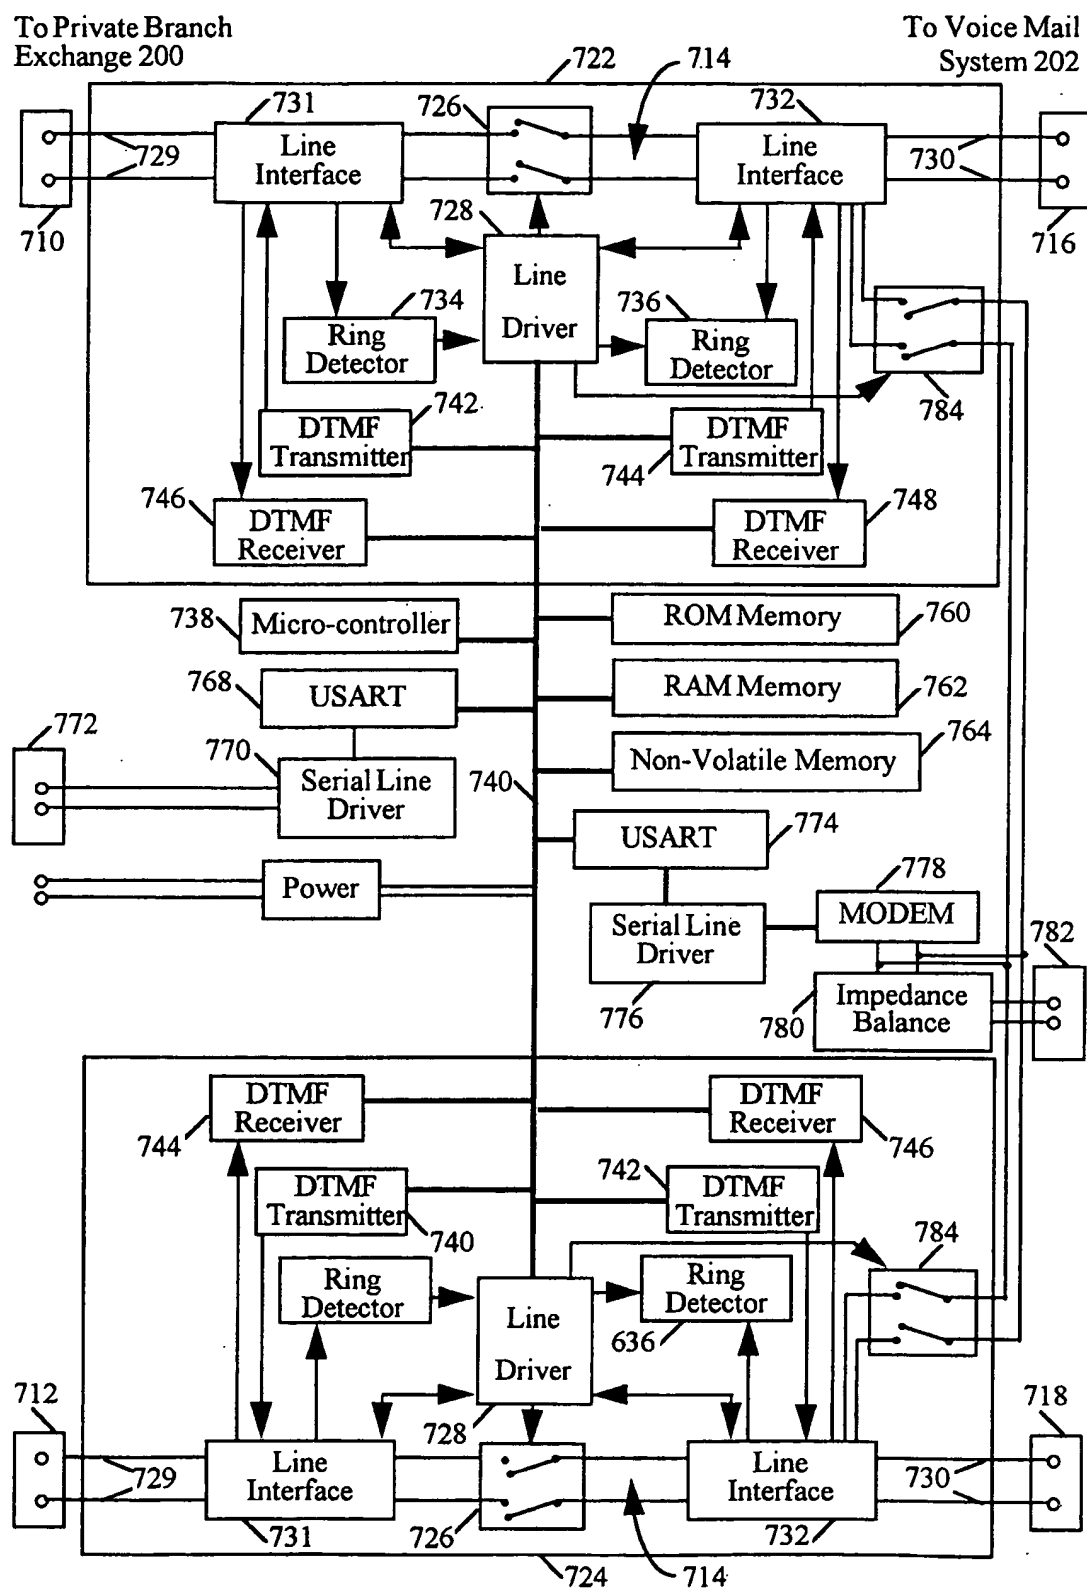 To Private Branch
Exchange 200
To Voice Mail
System 202
722
714
731
726
732
Line
Interface
Line
Interface
729
730
710
716
728
Line
Driver
734
Ring
Detector
736
Ring
Detector
784
742
DTMF
Transmitter
744
DTMF
Transmitter
746
DTMF
Receiver
748
DTMF
Receiver
738
Micro-controller
ROM Memory
760
768
USART
RAM Memory
762
772
770
Serial Line
Driver
740
Non-Volatile Memory
764
USART
774
Power
778
MODEM
Serial Line
Driver
776
782
780
Impedance
Balance
DTMF
Receiver
744
DTMF
Receiver
746
DTMF
Transmitter
740
742
DTMF
Transmitter
784
Ring
Detector
Line
Driver
Ring
Detector
636
712
728
718
729
Line
Interface
Line
Interface
730
731
726
732
724
714